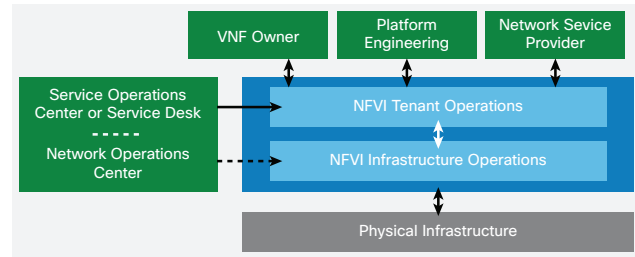 VNF Owner
Platform
Engineering
Network Sevice
Provider
Service Operations
Center or Service Desk
Network Operations
Center
NFVI Tenant Operations
NFVI Infrastructure Operations
Physical Infrastructure